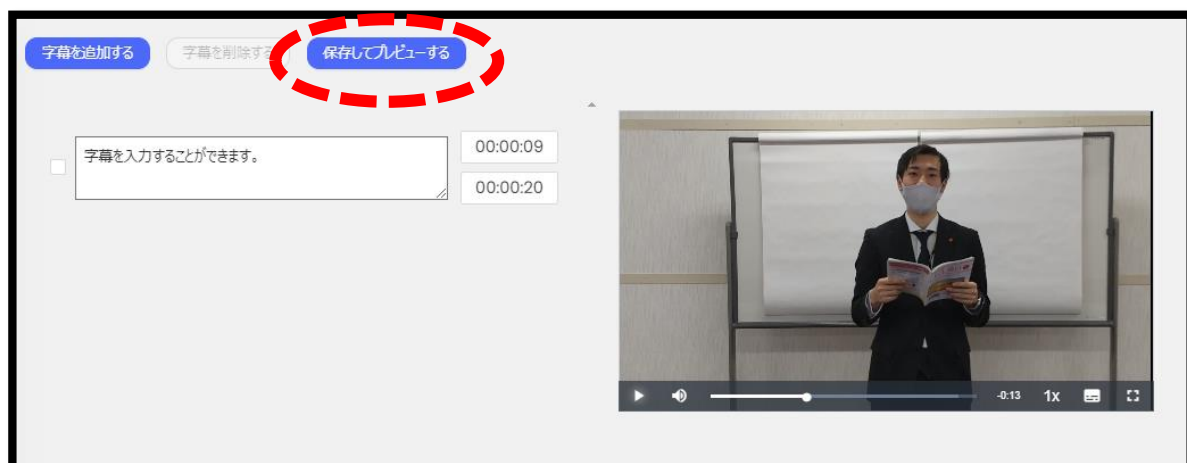 字幕を追加する
字幕を削除する
保存してプレビューする
字幕を入力することができます。
00:00:09
00:00:20
-0:13
1x